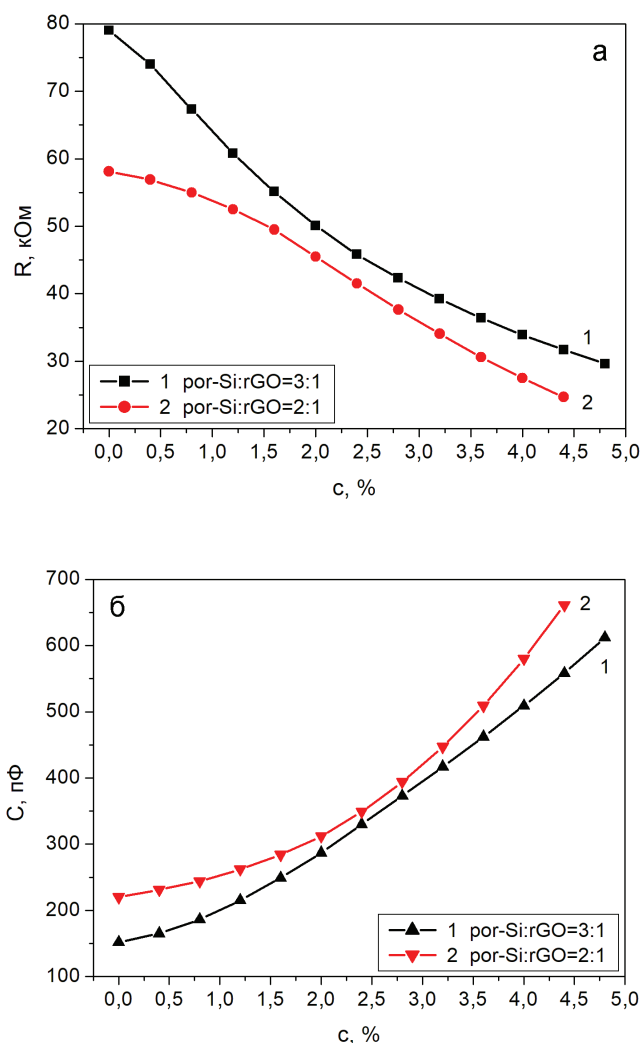 80
а
70
60
R, кОм
50
40
1
30
1 por-Si:rGO=3:1
2 por-Si:rGO=2:1
2
20
0,0 0,5 1,0 1,5 2,0 2,5 3,0 3,5 4,0 4,5 5,0
c, %
700
б
2
600
1
500
C, пФ
400
300
200
1 por-Si:rGO=3:1
2 por-Si:rGO=2:1
100
0,0 0,5 1,0 1,5 2,0 2,5 3,0 3,5 4,0 4,5 5,0
c, %